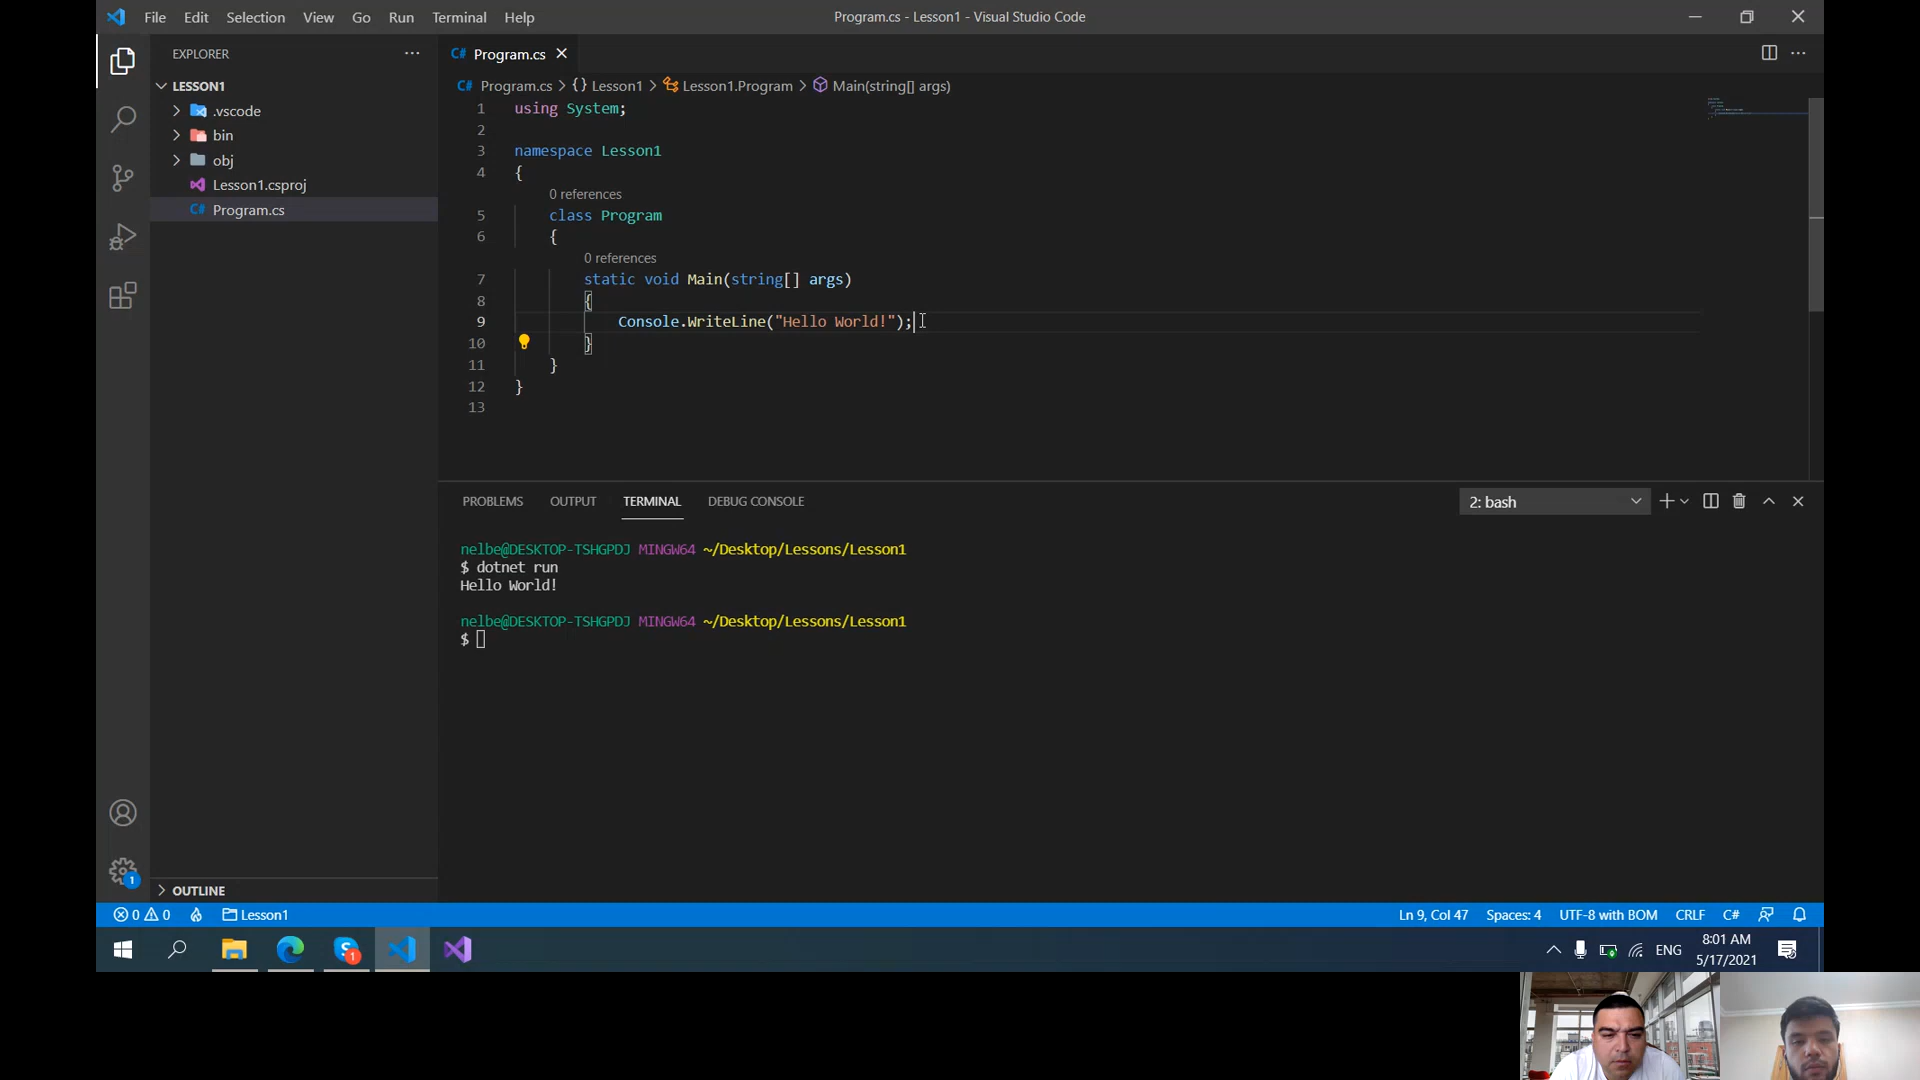 File Edit Selection View Go Run Terminal Help
Program.cs - Lesson1 - Visual Studio Code
EXPLORER
LESSON1
.vscode
bin
obj
Lesson1.csproj
C# Program.cs
OUTLINE
C# Program.cs
C# Program.cs > {} Lesson1 > Lesson1.Program > Main(string[] args)
1 using System;
2
3 namespace Lesson1
4 {
0 references
5 class Program
6 {
0 references
7 static void Main(string[] args)
8 {
9 Console.WriteLine("Hello World!");
10 }
11 }
12 }
13
PROBLEMS OUTPUT TERMINAL DEBUG CONSOLE
2: bash
nelbe@DESKTOP-TSHGPDJ MINGW64 ~/Desktop/Lessons/Lesson1
$ dotnet run
Hello World!
nelbe@DESKTOP-TSHGPDJ MINGW64 ~/Desktop/Lessons/Lesson1
$
1
0 0 Lesson1
Ln 9, Col 47 Spaces: 4 UTF-8 with BOM CRLF C#
1
ENG
8:01 AM
5/17/2021